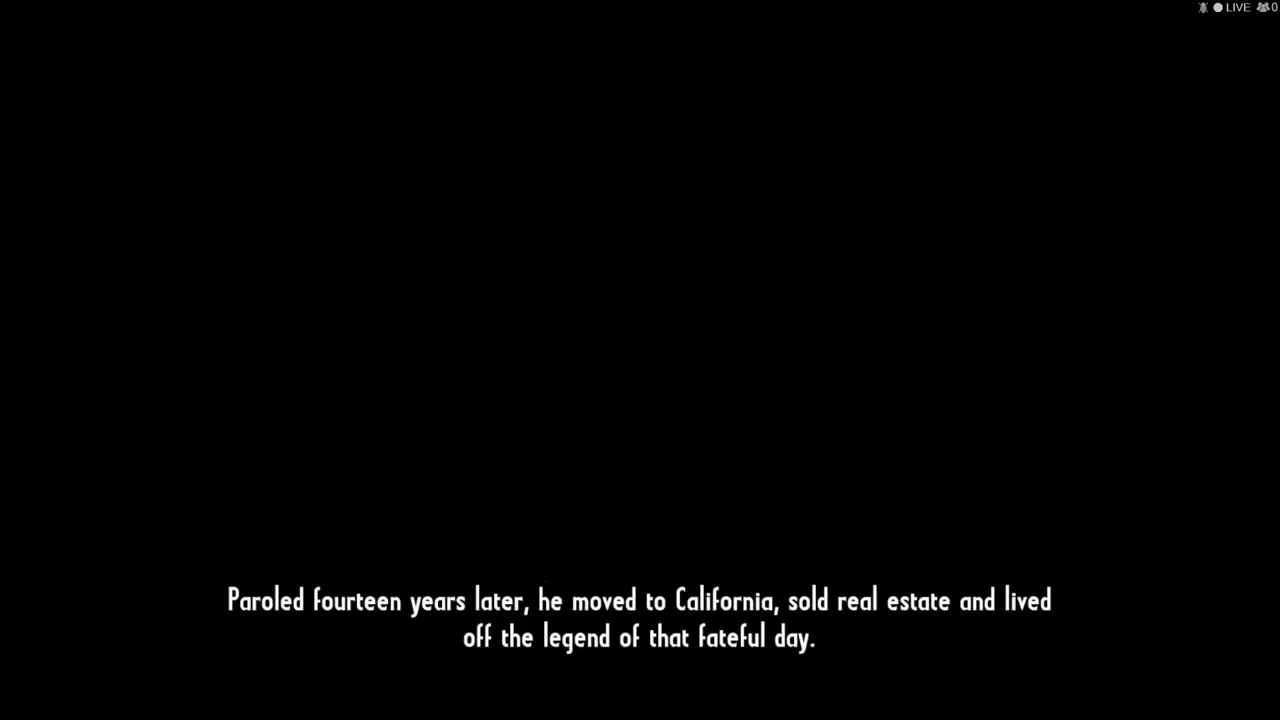 LIVE 0
Paroled fourteen years later, he moved to California, sold real estate and lived
off the legend of that fateful day.